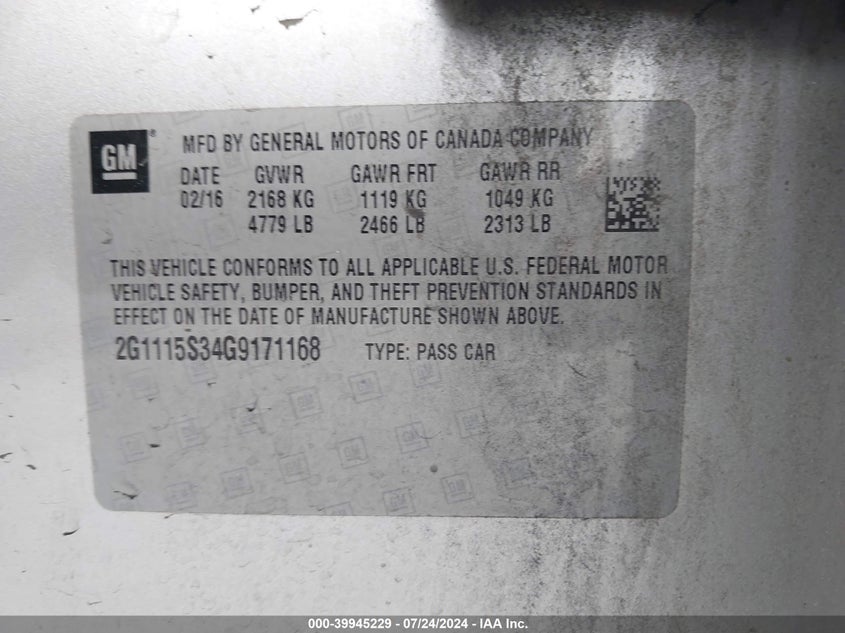 GM ®
MFD BY GENERAL MOTORS OF CANADA COMPANY
DATE GVWR GAWR FRT GAWR RR
02/16 2168 KG 1119 KG 1049 KG
4779 LB 2466 LB 2313 LB
THIS VEHICLE CONFORMS TO ALL APPLICABLE U.S. FEDERAL MOTOR
VEHICLE SAFETY, BUMPER, AND THEFT PREVENTION STANDARDS IN
EFFECT ON THE DATE OF MANUFACTURE SHOWN ABOVE.
2G1115S34G9171168 TYPE: PASS CAR
000-39945229 - 07/24/2024 - IAA Inc.